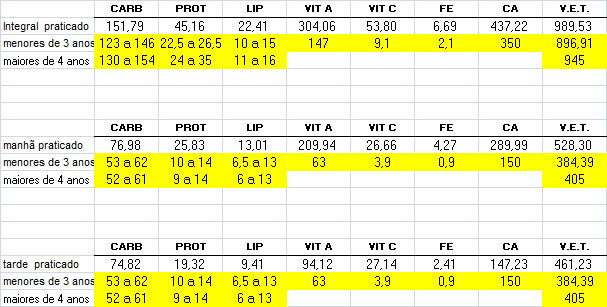 CARB PROT LIP VIT A VIT C FE CA V.E.T.
Integral praticado 151,79 45,16 22,41 304,06 53,80 6,69 437,22 989,53
menores de 3 anos 123 a 146 22,5 a 26,5 10 a 15 147 9,1 2,1 350 896,91
maiores de 4 anos 130 a 154 24 a 35 11 a 16 945
CARB PROT LIP VIT A VIT C FE CA V.E.T.
manhã praticado 76,98 25,83 13,01 209,94 26,66 4,27 289,99 528,30
menores de 3 anos 53 a 62 10 a 14 6,5 a 13 63 3,9 0,9 150 384,39
maiores de 4 anos 52 a 61 9 a 14 6 a 13 405
CARB PROT LIP VIT A VIT C FE CA V.E.T.
tarde praticado 74,82 19,32 9,41 94,12 27,14 2,41 147,23 461,23
menores de 3 anos 53 a 62 10 a 14 6,5 a 13 63 3,9 0,9 150 384,39
maiores de 4 anos 52 a 61 9 a 14 6 a 13 405